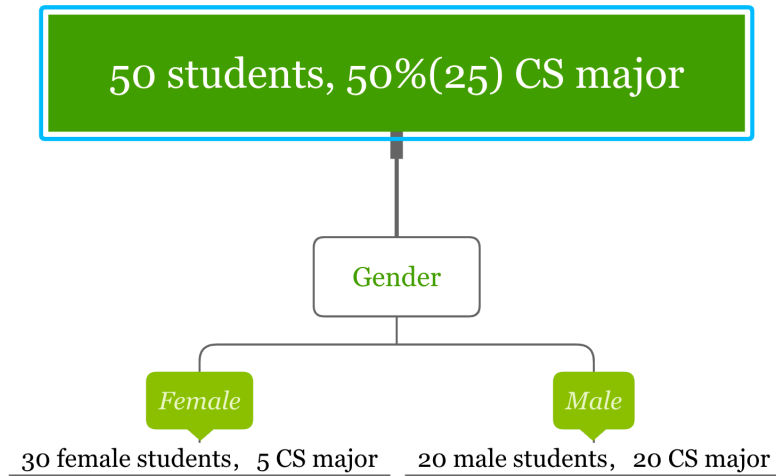 50 students, 50%(25) CS major
Gender
Female
Male
30 female students, 5 CS major
20 male students, 20 CS major